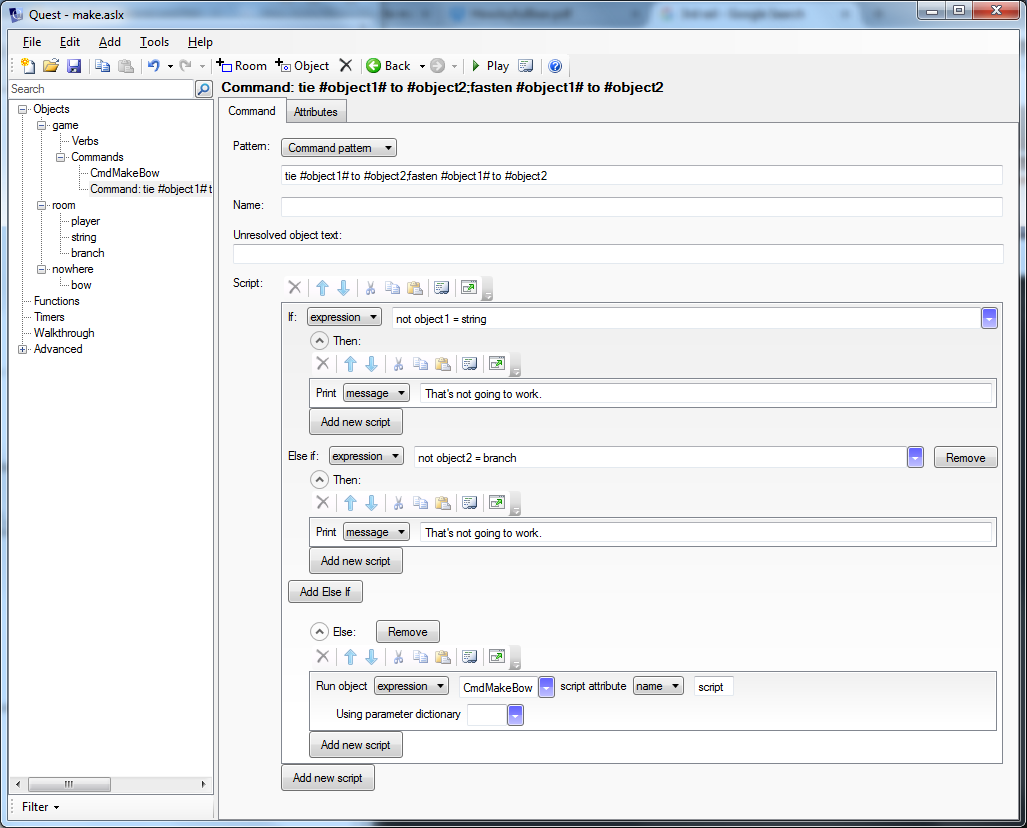 Quest - make.aslx
File Edit Add Tools Help
Room Object Back Play
Search
Objects
game
Verbs
Commands
CmdMakeBow
Command: tie #object1# t
room
player
string
branch
nowhere
bow
Functions
Timers
Walkthrough
Advanced
Filter
Command: tie #object1# to #object2;fasten #object1# to #object2
Command Attributes
Pattern: Command pattern
tie #object1# to #object2;fasten #object1# to #object2
Name:
Unresolved object text:
Script:
If: expression not object1 = string
Then:
Print message That's not going to work.
Add new script
Else if: expression not object2 = branch Remove
Then:
Print message That's not going to work.
Add new script
Add Else If
Else: Remove
Run object expression CmdMakeBow script attribute name script
Using parameter dictionary
Add new script
Add new script